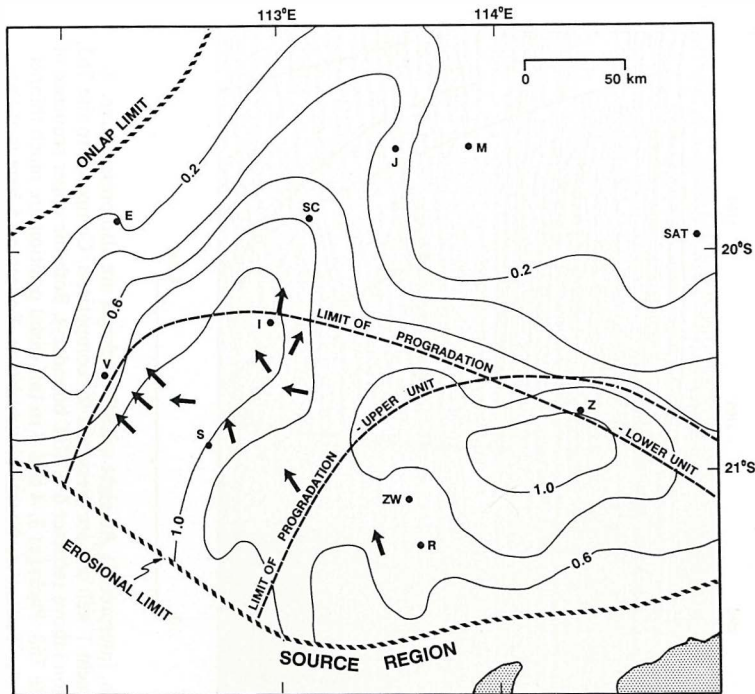 113°E
114°E
0
50 km
ONLAP LIMIT
0.2
E
SC
J
M
SAT
20°S
0.2
0.6
I
LIMIT OF PROGRADATION - LOWER UNIT
V
LIMIT OF PROGRADATION - UPPER UNIT
Z
S
21°S
1.0
ZW
1.0
R
0.6
EROSIONAL LIMIT
SOURCE REGION